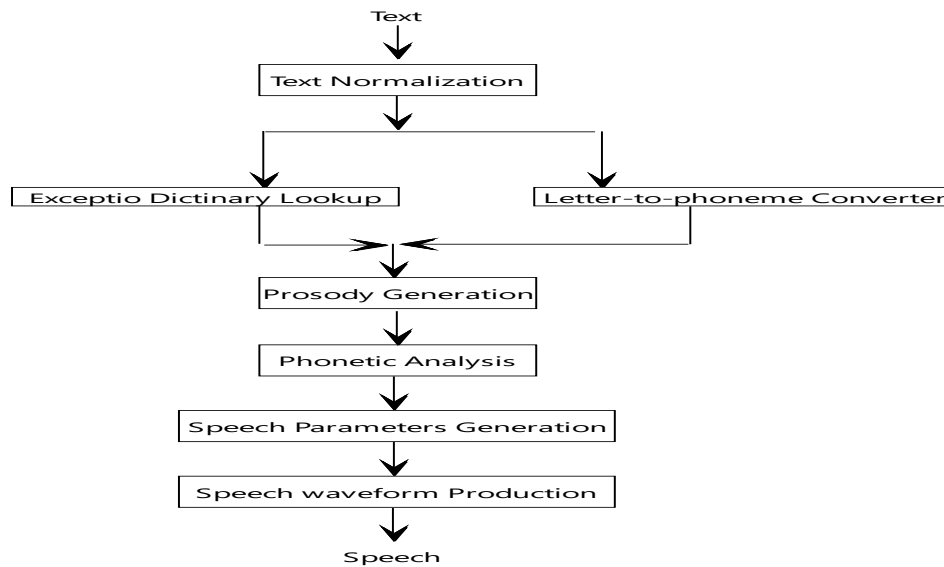 Text
Text Normalization
Exceptio Dictinary Lookup
Letter-to-phoneme Converter
Prosody Generation
Phonetic Analysis
Speech Parameters Generation
Speech waveform Production
Speech